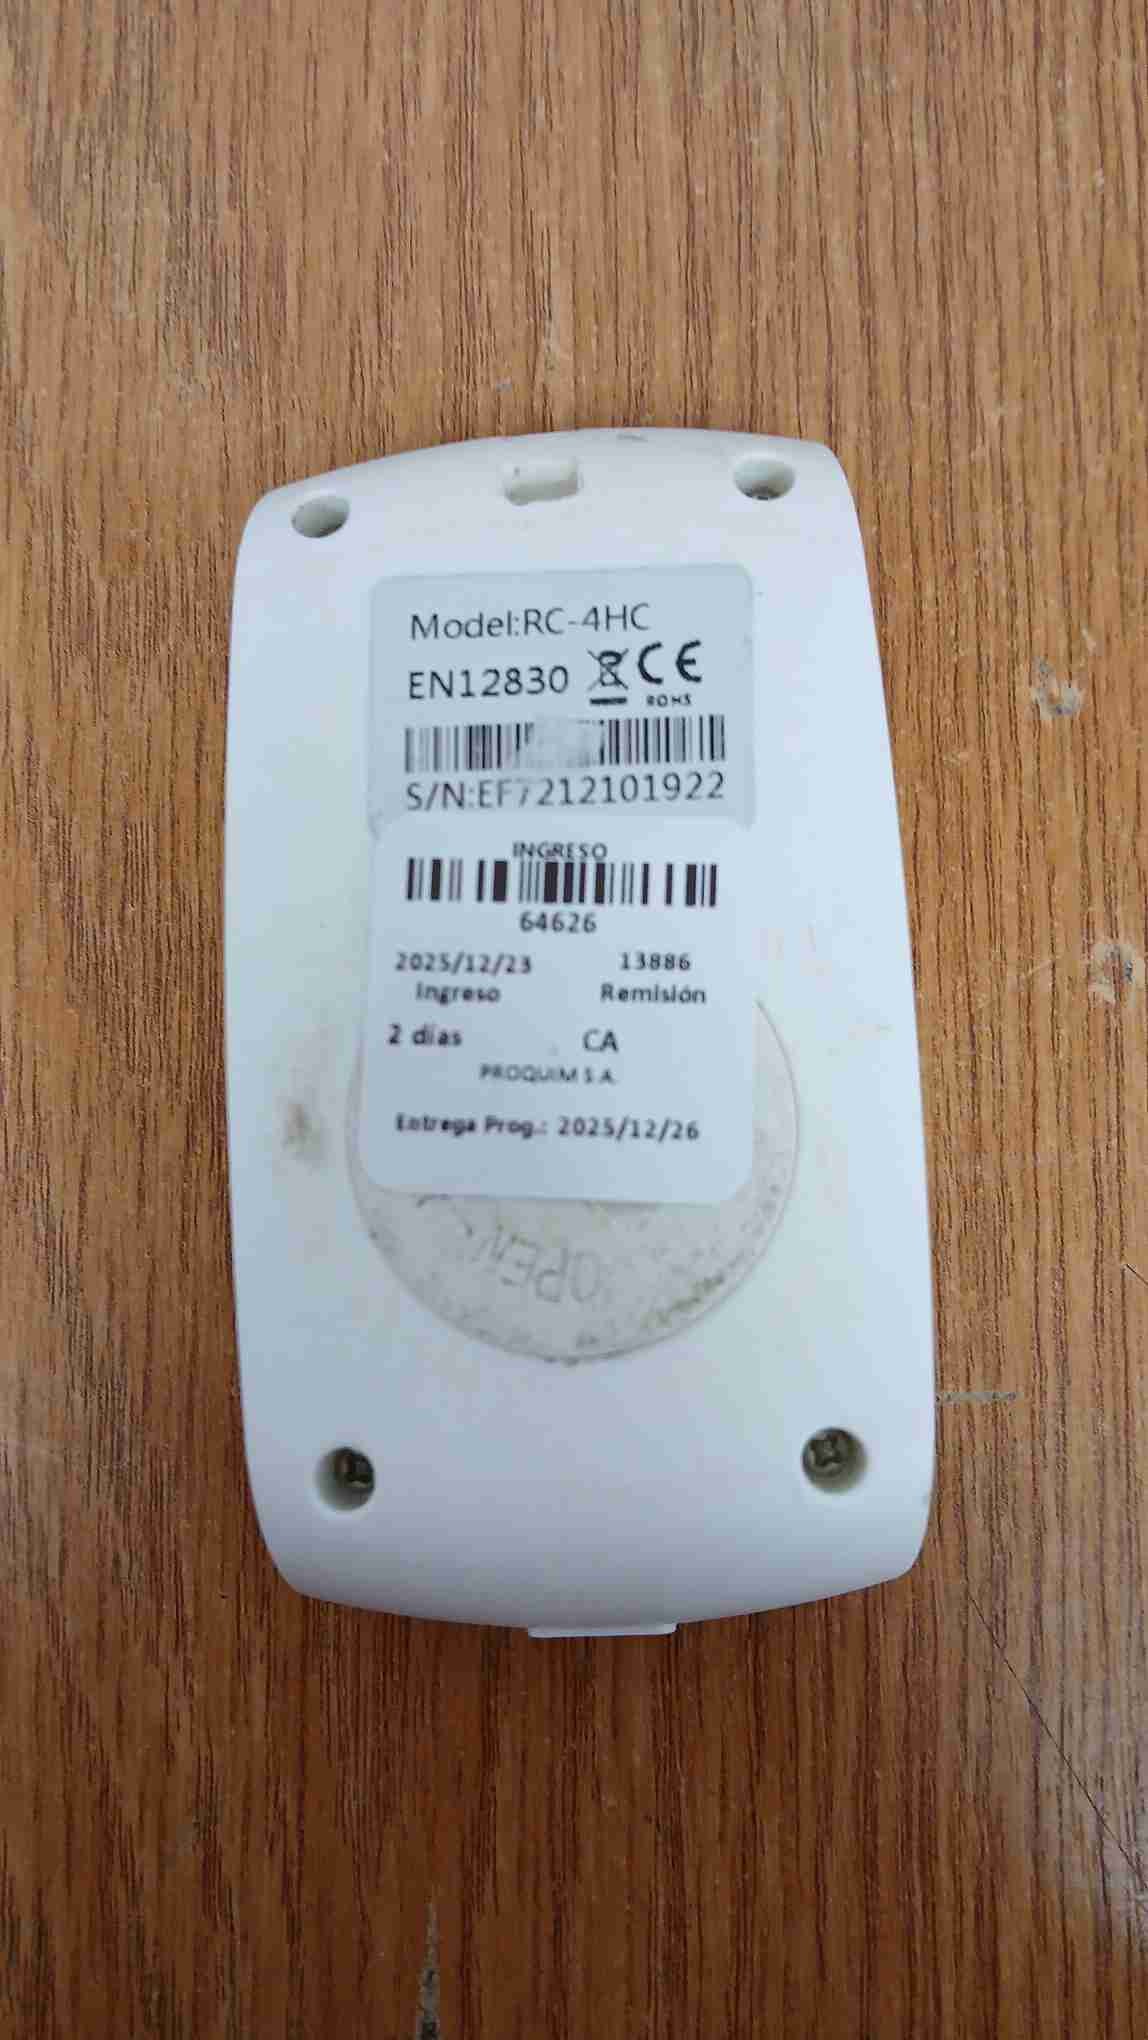 Model:RC-4HC
EN12830 CE
ROHS
S/N:EF7212101922
INGRESO
64626
2025/12/23 13886
Ingreso Remisión
2 días CA
PROQUIM S.A.
Entrega Prog.: 2025/12/26
OPEN